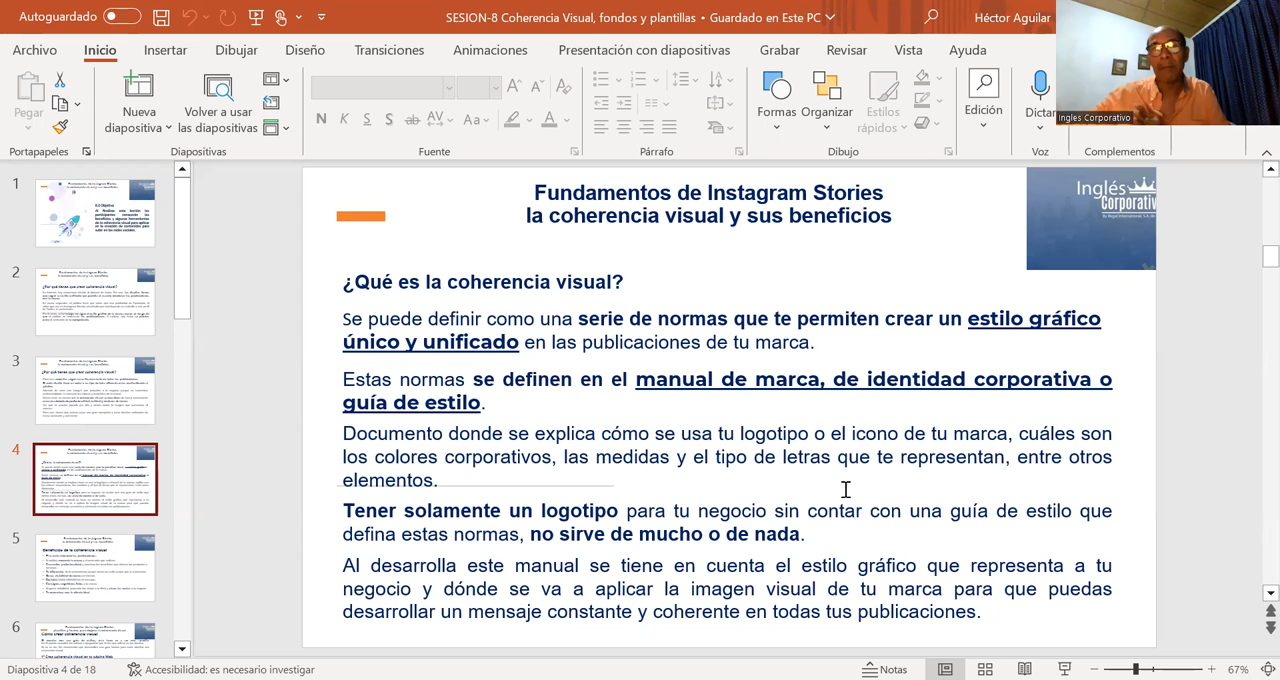 Autoguardado
SESION-8 Coherencia Visual, fondos y plantillas • Guardado en Este PC
Héctor Aguilar
Archivo Inicio Insertar Dibujar Diseño Transiciones Animaciones Presentación con diapositivas Grabar Revisar Vista Ayuda
Pegar
Nueva diapositiva
Volver a usar las diapositivas
N K S S ab AV Aa A
Formas
Organizar
Estilos rápidos
Edición
Dictar
Portapapeles
Diapositivas
Fuente
Párrafo
Dibujo
Voz
Complementos
Ingles Corporativo
1
2
3
4
5
6
Fundamentos de Instagram Stories
la coherencia visual y sus beneficios
Inglés
Corporativ
¿Qué es la coherencia visual?
Se puede definir como una serie de normas que te permiten crear un estilo gráfico
único y unificado en las publicaciones de tu marca.
Estas normas se definen en el manual de marca, de identidad corporativa o
guía de estilo.
Documento donde se explica cómo se usa tu logotipo o el icono de tu marca, cuáles son
los colores corporativos, las medidas y el tipo de letras que te representan, entre otros
elementos.
Tener solamente un logotipo para tu negocio sin contar con una guía de estilo que
defina estas normas, no sirve de mucho o de nada.
Al desarrolla este manual se tiene en cuenta el estilo gráfico que representa a tu
negocio y dónde se va a aplicar la imagen visual de tu marca para que puedas
desarrollar un mensaje constante y coherente en todas tus publicaciones.
Diapositiva 4 de 18
Accesibilidad: es necesario investigar
Notas
67%